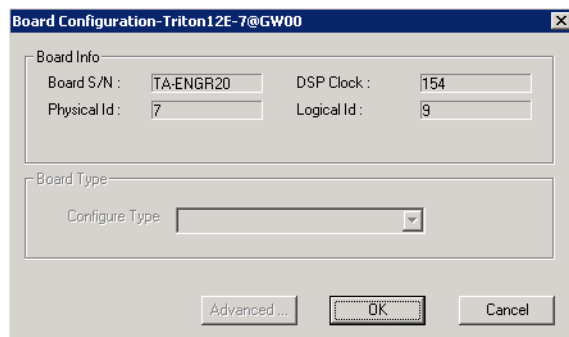 Board Configuration-Triton12E-7@GW00
Board Info
Board S/N : TA-ENGR20 DSP Clock : 154
Physical Id : 7 Logical Id : 9
Board Type
Configure Type
Advanced ... OK Cancel